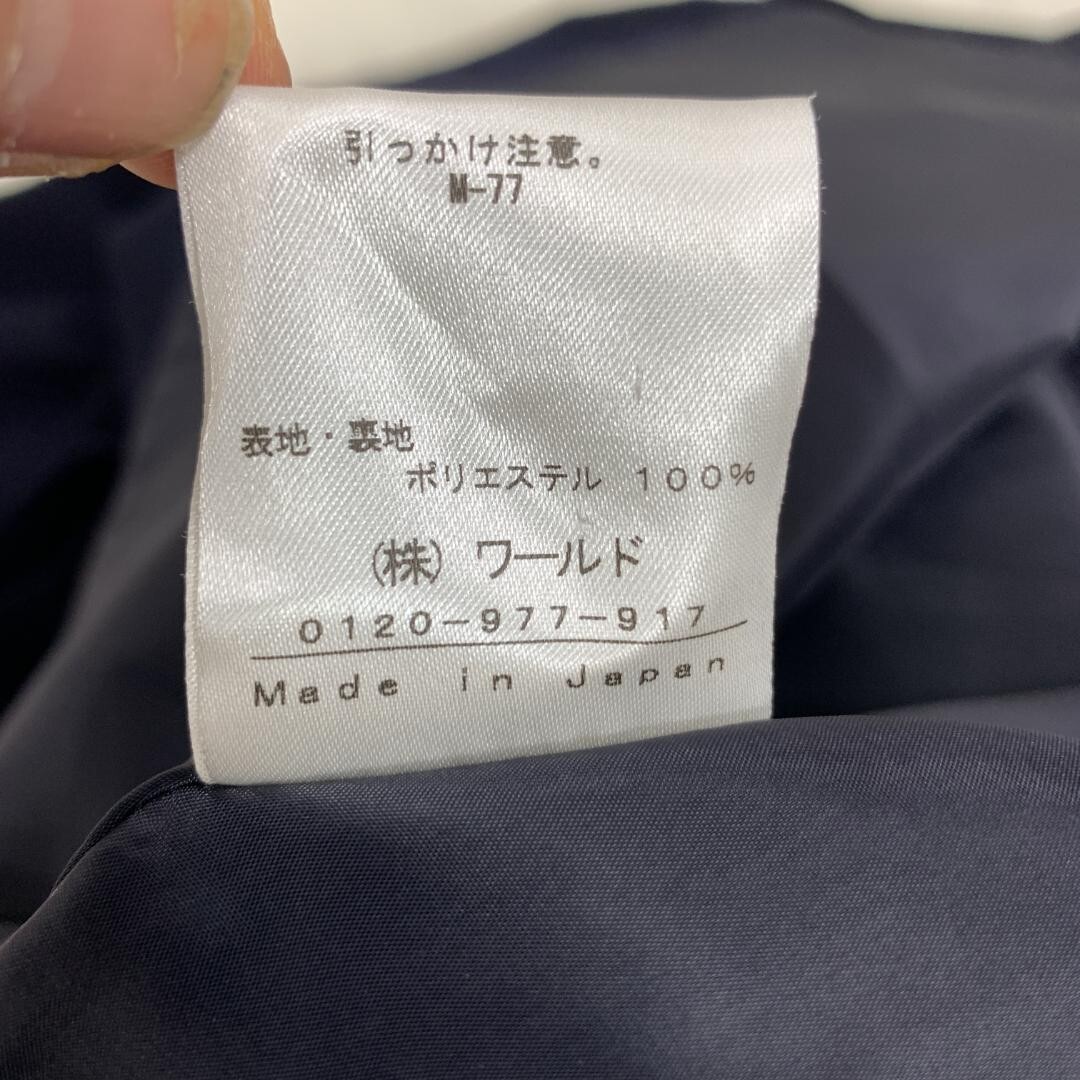 引っかけ注意。
M-77
表地・裏地
ポリエステル 100%
(株) ワールド
0120-977-917
Made in Japan